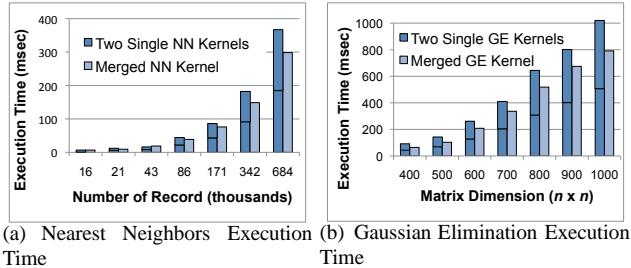 400
300
200
100
0
Execution Time (msec)
Two Single NN Kernels
Merged NN Kernel
16 21 43 86 171 342 684
Number of Record (thousands)
(a) Nearest Neighbors Execution
Time
1000
800
600
400
200
0
Execution Time (msec)
Two Single GE Kernels
Merged GE Kernel
400 500 600 700 800 900 1000
Matrix Dimension (n x n)
(b) Gaussian Elimination Execution
Time